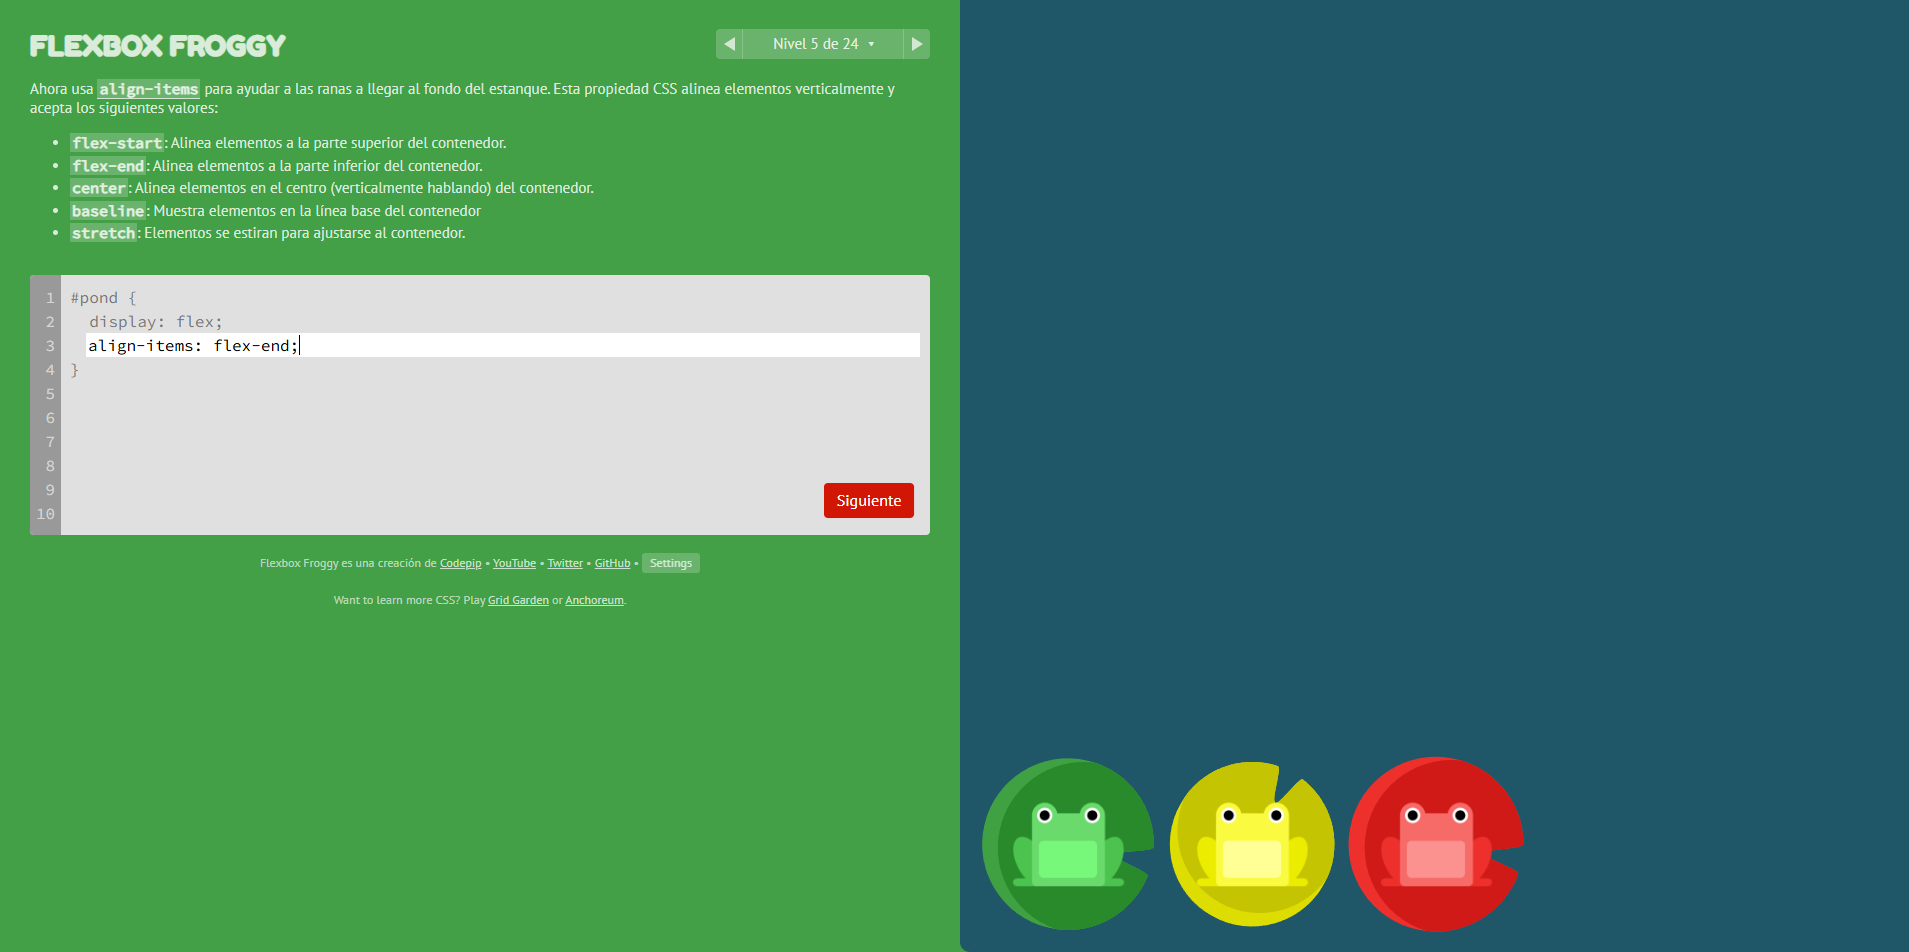 FLEXBOX FROGGY
Nivel 5 de 24
Ahora usa align-items para ayudar a las ranas a llegar al fondo del estanque. Esta propiedad CSS alinea elementos verticalmente y
acepta los siguientes valores:
flex-start: Alinea elementos a la parte superior del contenedor.
flex-end: Alinea elementos a la parte inferior del contenedor.
center: Alinea elementos en el centro (verticalmente hablando) del contenedor.
baseline: Muestra elementos en la línea base del contenedor
stretch: Elementos se estiran para ajustarse al contenedor.
1 #pond {
2 display: flex;
3 align-items: flex-end;
4 }
5
6
7
8
9
10
Siguiente
Flexbox Froggy es una creación de Codepip • YouTube • Twitter • GitHub • Settings
Want to learn more CSS? Play Grid Garden or Anchoreum.